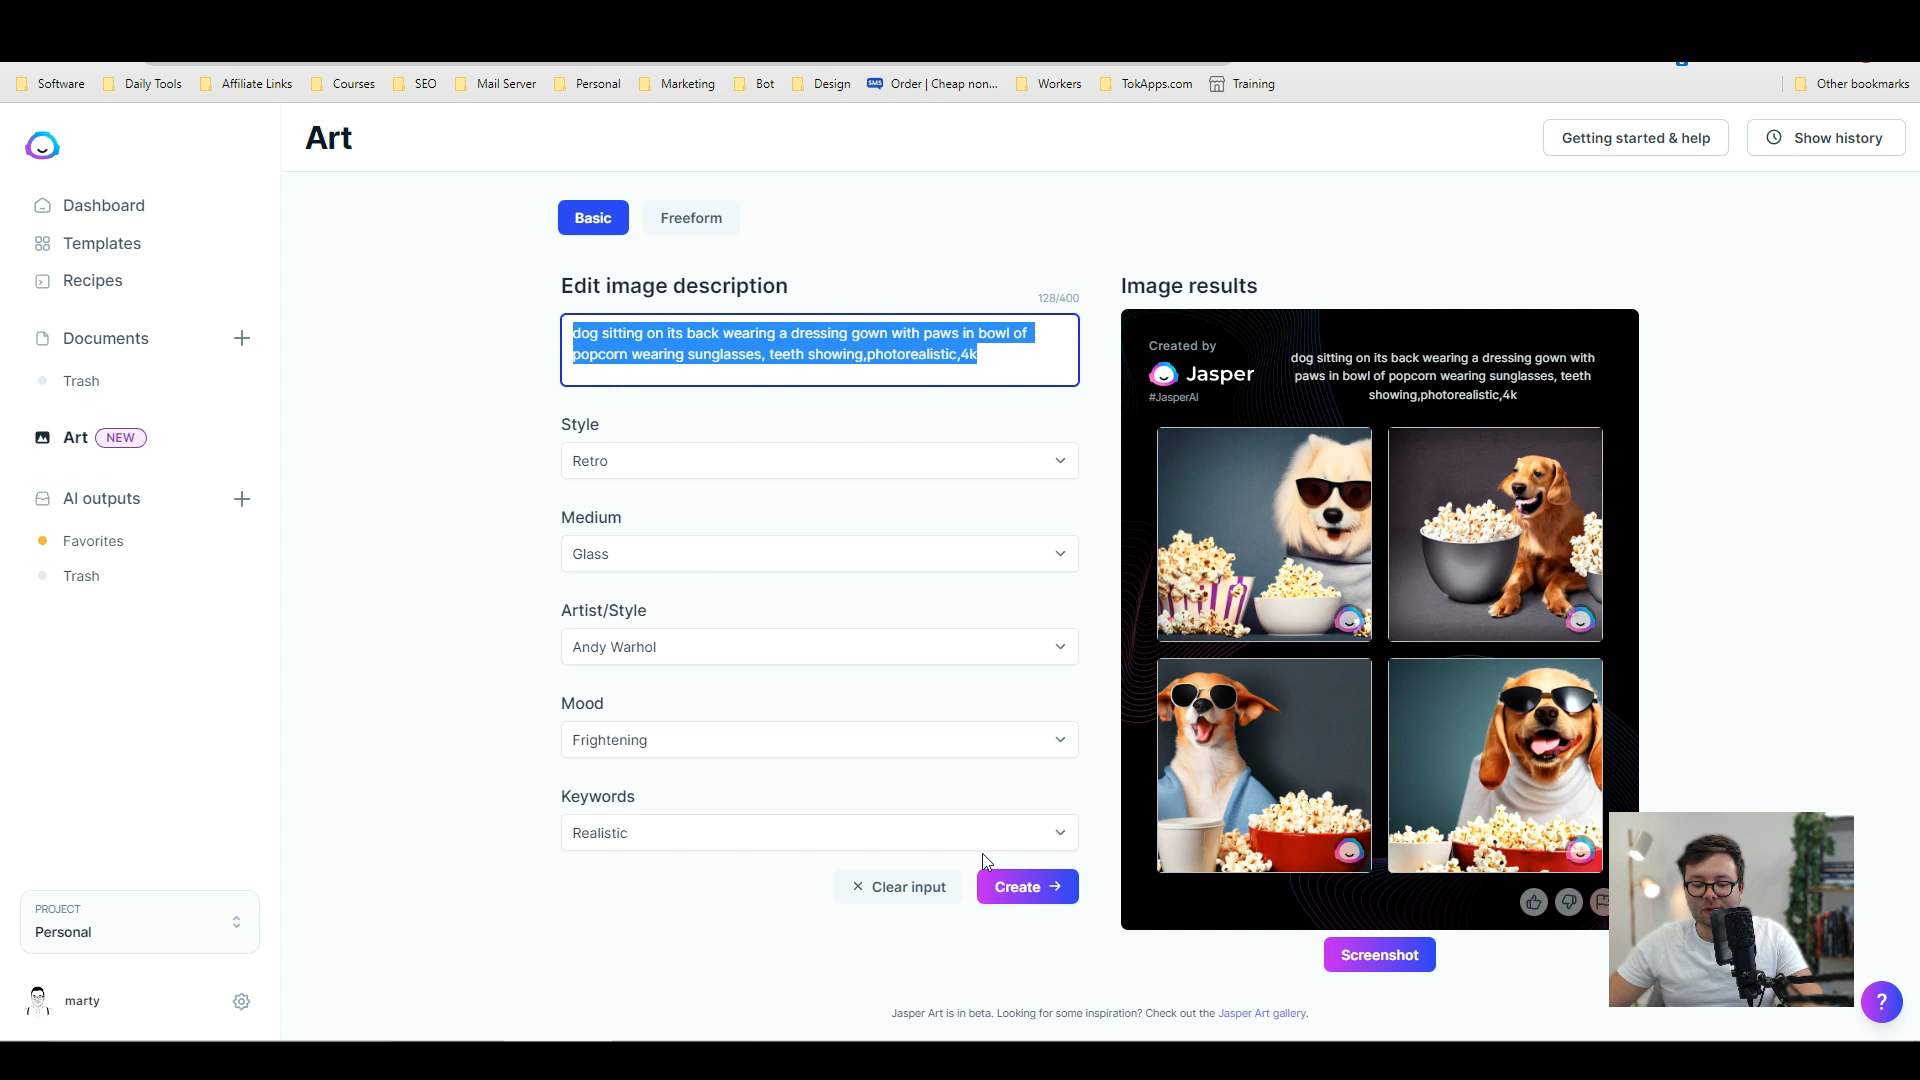 Software Daily Tools Affiliate Links Courses SEO Mail Server Personal Marketing Bot Design SMS Order | Cheap non... Workers TokApps.com Training Other bookmarks
Art
Getting started & help
Show history
Dashboard
Templates
Recipes
Documents
Trash
Art NEW
AI outputs
Favorites
Trash
PROJECT
Personal
marty
Basic Freeform
Edit image description
128/400
dog sitting on its back wearing a dressing gown with paws in bowl of
popcorn wearing sunglasses, teeth showing,photorealistic,4k
Style
Retro
Medium
Glass
Artist/Style
Andy Warhol
Mood
Frightening
Keywords
Realistic
Clear input
Create
Image results
Created by
Jasper
#JasperAI
dog sitting on its back wearing a dressing gown with
paws in bowl of popcorn wearing sunglasses, teeth
showing,photorealistic,4k
Screenshot
Jasper Art is in beta. Looking for some inspiration? Check out the Jasper Art gallery.
?